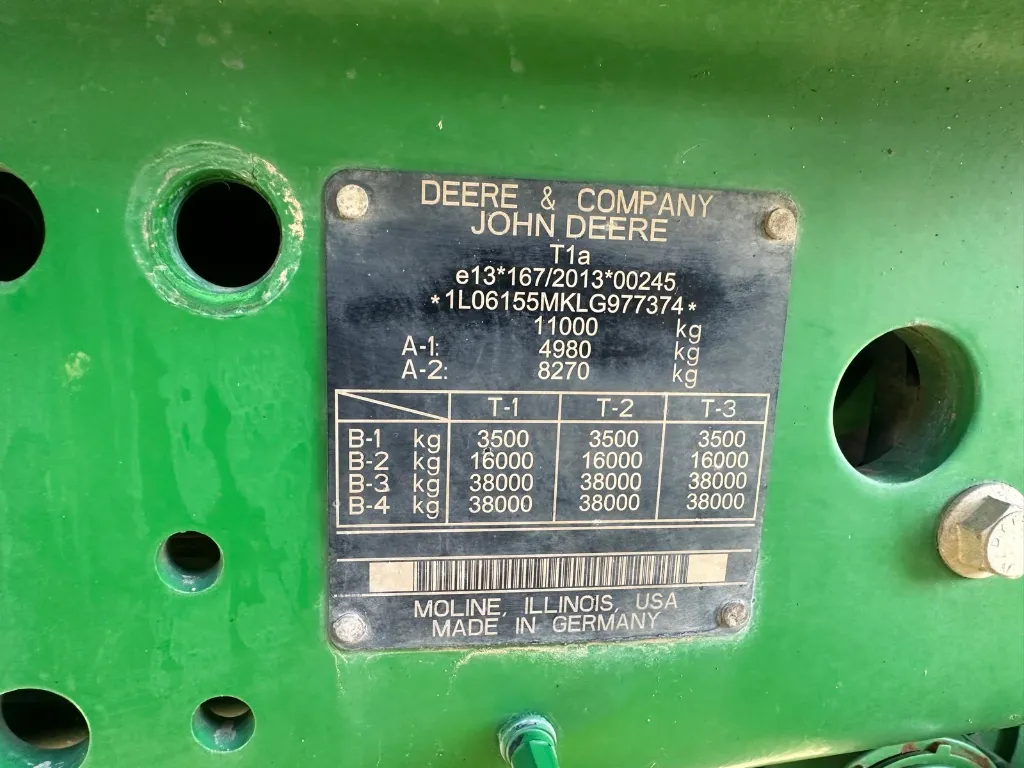 DEERE & COMPANY
JOHN DEERE
T1a
e13*167/2013*00245
*1L06155MKLG977374*
11000 kg
A-1: 4980 kg
A-2: 8270 kg
T-1 T-2 T-3
B-1 kg 3500 3500 3500
B-2 kg 16000 16000 16000
B-3 kg 38000 38000 38000
B-4 kg 38000 38000 38000
MOLINE, ILLINOIS, USA
MADE IN GERMANY